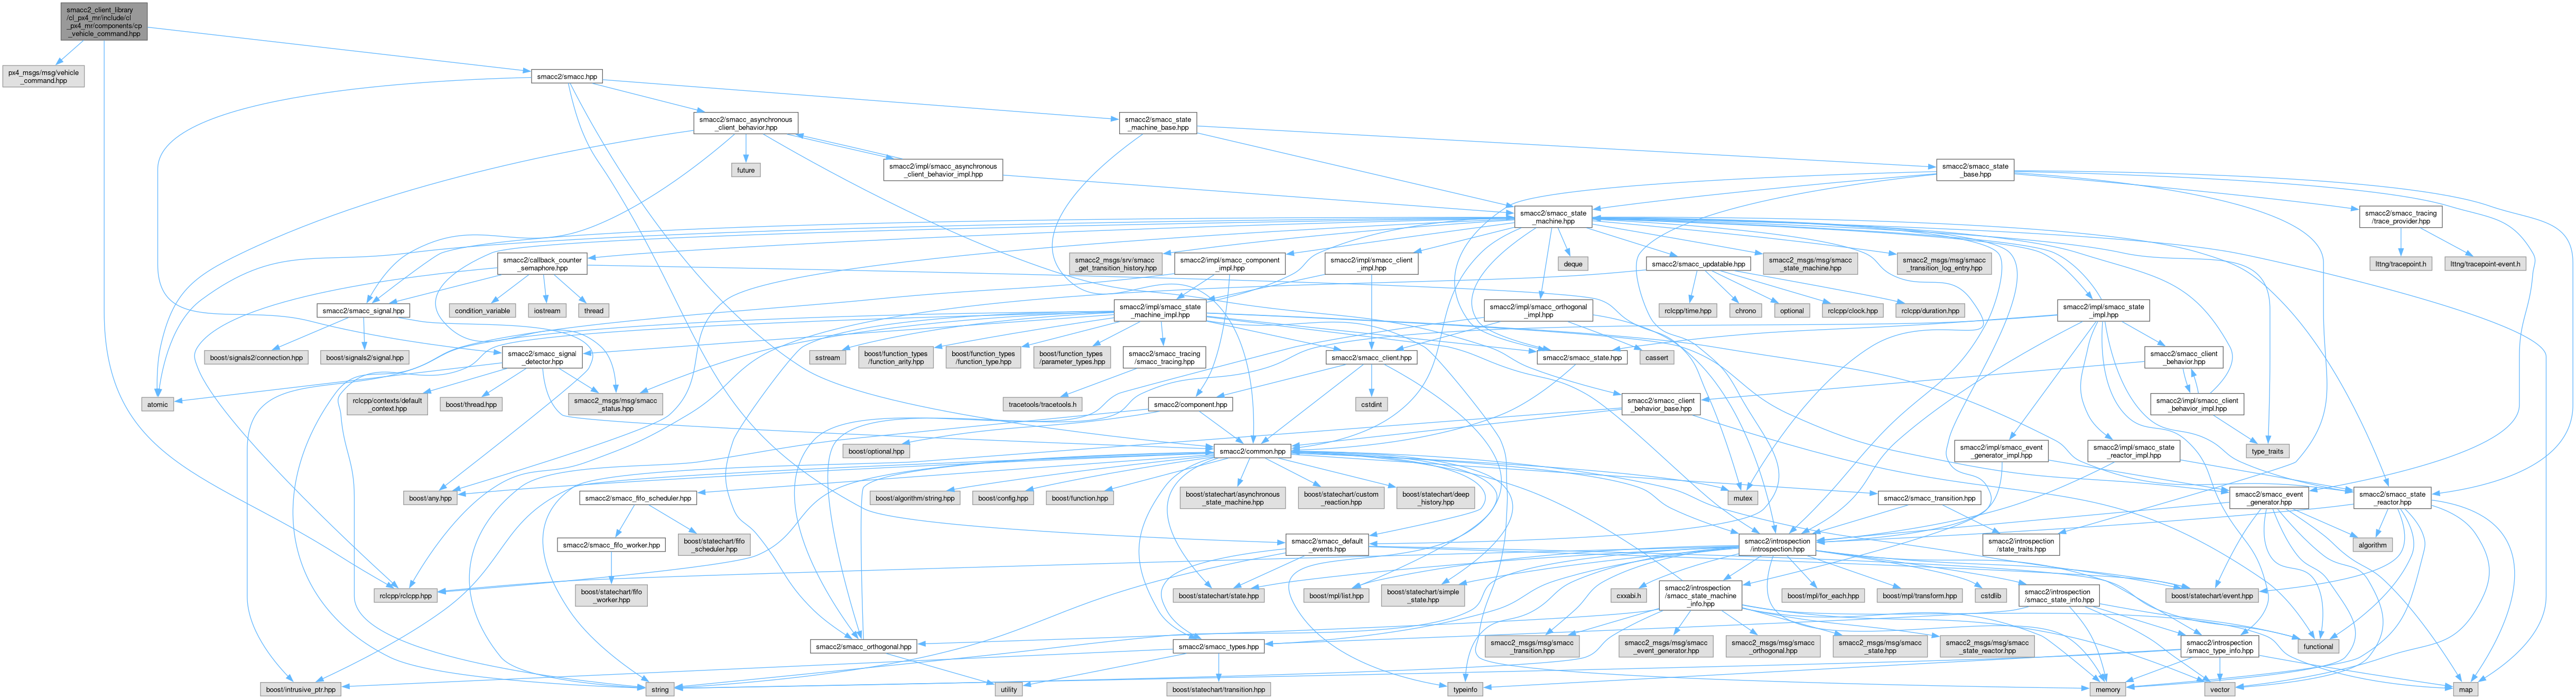 smacc2_client_library
/cl_px4_mr/include/cl
_px4_mr/components/cp
_vehicle_command.hpp
px4_msgs/msg/vehicle
_command.hpp
smacc2/smacc.hpp
smacc2/smacc_asynchronous
_client_behavior.hpp
smacc2/smacc_state
_machine_base.hpp
future
smacc2/impl/smacc_asynchronous
_client_behavior_impl.hpp
smacc2/smacc_state
_base.hpp
smacc2/smacc_state
_machine.hpp
smacc2/smacc_tracing
/trace_provider.hpp
smacc2/callback_counter
_semaphore.hpp
smacc2_msgs/srv/smacc
_get_transition_history.hpp
smacc2/impl/smacc_component
_impl.hpp
smacc2/impl/smacc_client
_impl.hpp
deque
smacc2/smacc_updatable.hpp
smacc2_msgs/msg/smacc
_state_machine.hpp
smacc2_msgs/msg/smacc
_transition_log_entry.hpp
lttng/tracepoint.h
lttng/tracepoint-event.h
smacc2/smacc_signal.hpp
condition_variable
iostream
thread
smacc2/impl/smacc_state
_machine_impl.hpp
smacc2/impl/smacc_orthogonal
_impl.hpp
rclcpp/time.hpp
chrono
optional
rclcpp/clock.hpp
rclcpp/duration.hpp
smacc2/impl/smacc_state
_impl.hpp
boost/signals2/connection.hpp
boost/signals2/signal.hpp
smacc2/smacc_signal
_detector.hpp
sstream
boost/function_types
/function_arity.hpp
boost/function_types
/function_type.hpp
boost/function_types
/parameter_types.hpp
smacc2/smacc_tracing
/smacc_tracing.hpp
smacc2/smacc_client.hpp
smacc2/smacc_state.hpp
cassert
smacc2/smacc_client
_behavior.hpp
atomic
rclcpp/contexts/default
_context.hpp
boost/thread.hpp
smacc2_msgs/msg/smacc
_status.hpp
tracetools/tracetools.h
smacc2/component.hpp
cstdint
smacc2/smacc_client
_behavior_base.hpp
smacc2/impl/smacc_client
_behavior_impl.hpp
boost/optional.hpp
smacc2/common.hpp
smacc2/impl/smacc_event
_generator_impl.hpp
smacc2/impl/smacc_state
_reactor_impl.hpp
type_traits
boost/any.hpp
smacc2/smacc_fifo_scheduler.hpp
boost/algorithm/string.hpp
boost/config.hpp
boost/function.hpp
boost/statechart/asynchronous
_state_machine.hpp
boost/statechart/custom
_reaction.hpp
boost/statechart/deep
_history.hpp
mutex
smacc2/smacc_transition.hpp
smacc2/smacc_event
_generator.hpp
smacc2/smacc_state
_reactor.hpp
smacc2/smacc_fifo_worker.hpp
boost/statechart/fifo
_scheduler.hpp
smacc2/smacc_default
_events.hpp
smacc2/introspection
/introspection.hpp
smacc2/introspection
/state_traits.hpp
algorithm
rclcpp/rclcpp.hpp
boost/statechart/fifo
_worker.hpp
boost/statechart/state.hpp
boost/mpl/list.hpp
boost/statechart/simple
_state.hpp
cxxabi.h
smacc2/introspection
/smacc_state_machine
_info.hpp
boost/mpl/for_each.hpp
boost/mpl/transform.hpp
cstdlib
smacc2/introspection
/smacc_state_info.hpp
boost/statechart/event.hpp
smacc2/smacc_orthogonal.hpp
smacc2/smacc_types.hpp
smacc2_msgs/msg/smacc
_transition.hpp
smacc2_msgs/msg/smacc
_event_generator.hpp
smacc2_msgs/msg/smacc
_orthogonal.hpp
smacc2_msgs/msg/smacc
_state.hpp
smacc2_msgs/msg/smacc
_state_reactor.hpp
smacc2/introspection
/smacc_type_info.hpp
functional
boost/intrusive_ptr.hpp
string
utility
boost/statechart/transition.hpp
typeinfo
memory
vector
map